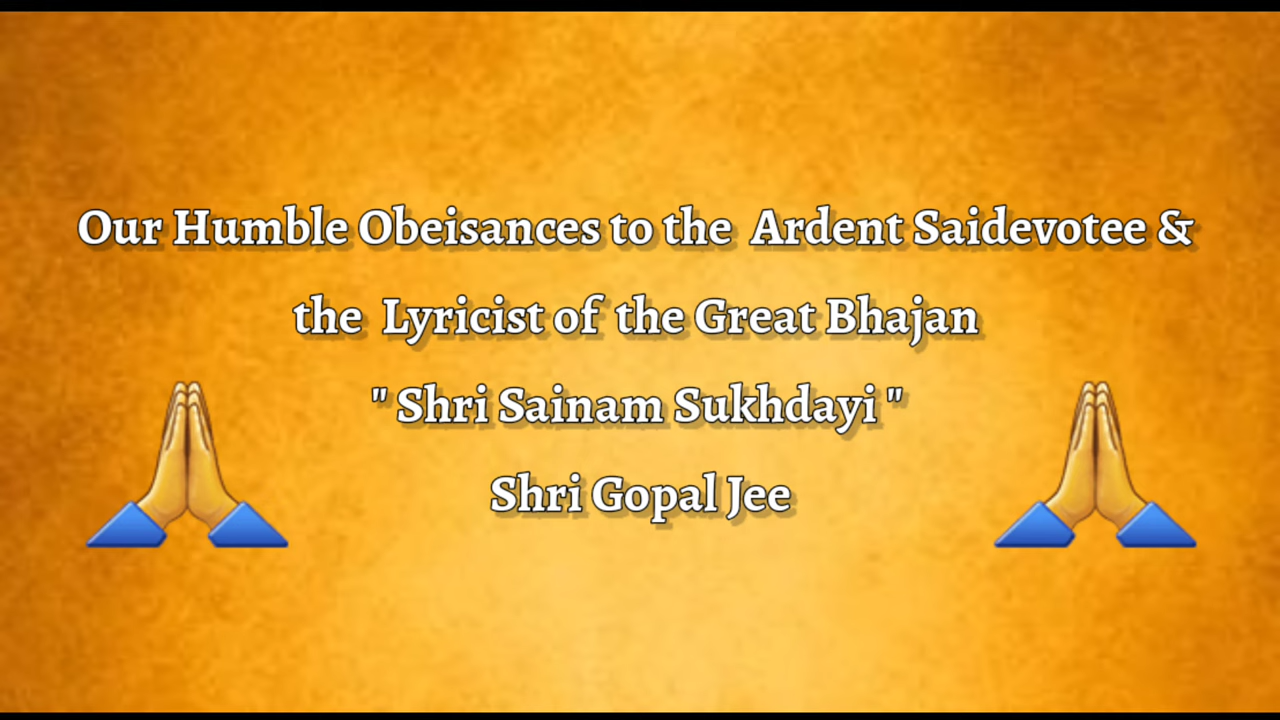 Our Humble Obeisances to the Ardent Saidevotee &
the Lyricist of the Great Bhajan
" Shri Sainam Sukhdayi "
Shri Gopal Jee